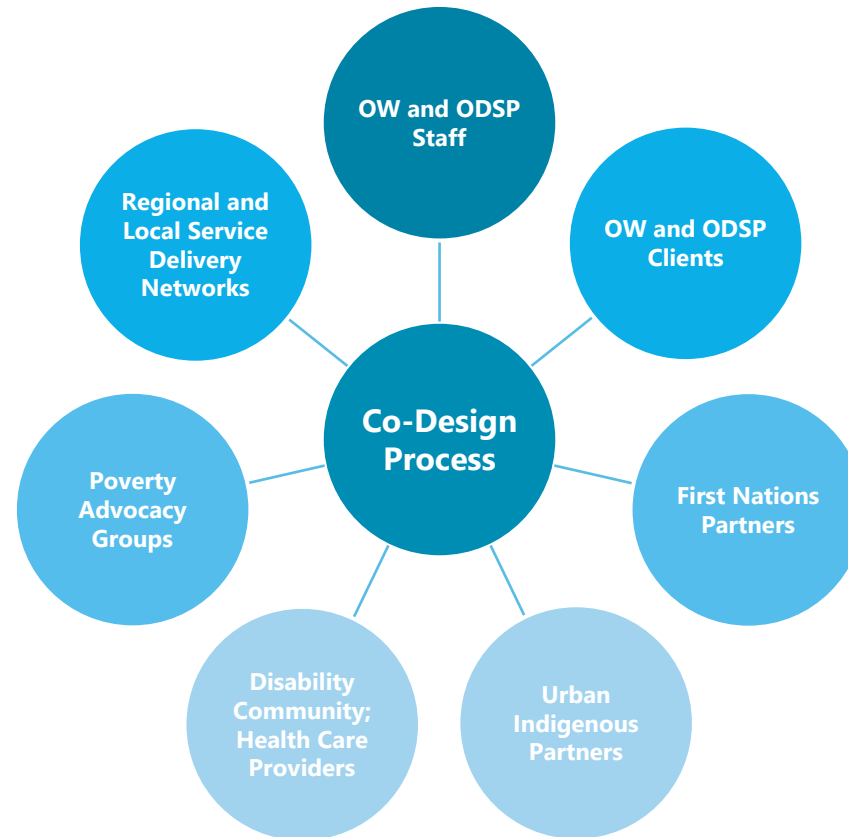 OW and ODSP
Staff
OW and ODSP
Clients
First Nations
Partners
Urban
Indigenous
Partners
Disability
Community;
Health Care
Providers
Poverty
Advocacy
Groups
Regional and
Local Service
Delivery
Networks
Co-Design
Process